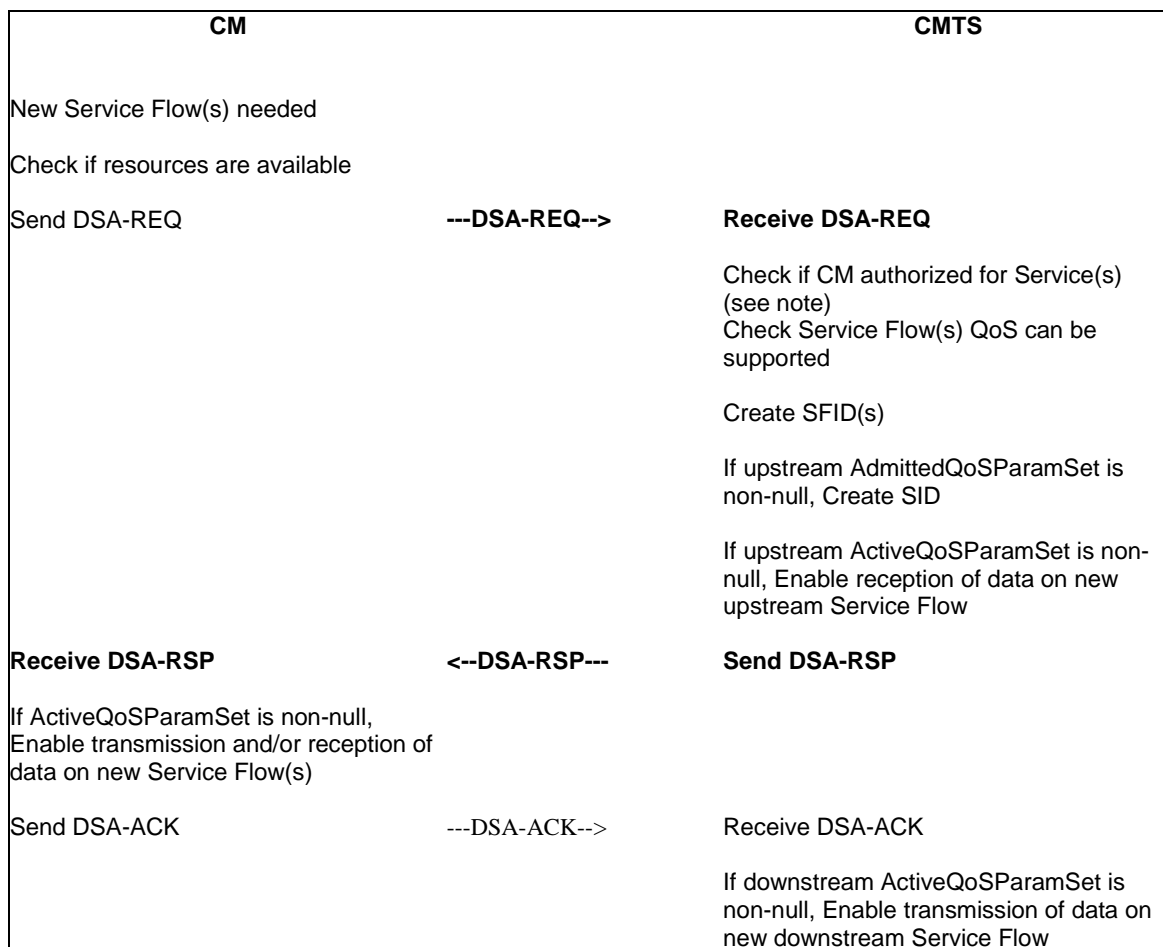 CM CMTS
New Service Flow(s) needed
Check if resources are available
Send DSA-REQ ---DSA-REQ--> Receive DSA-REQ
Check if CM authorized for Service(s)
(see note)
Check Service Flow(s) QoS can be
supported
Create SFID(s)
If upstream AdmittedQoSParamSet is
non-null, Create SID
If upstream ActiveQoSParamSet is non-
null, Enable reception of data on new
upstream Service Flow
Receive DSA-RSP <--DSA-RSP--- Send DSA-RSP
If ActiveQoSParamSet is non-null,
Enable transmission and/or reception of
data on new Service Flow(s)
Send DSA-ACK ---DSA-ACK--> Receive DSA-ACK
If downstream ActiveQoSParamSet is
non-null, Enable transmission of data on
new downstream Service Flow